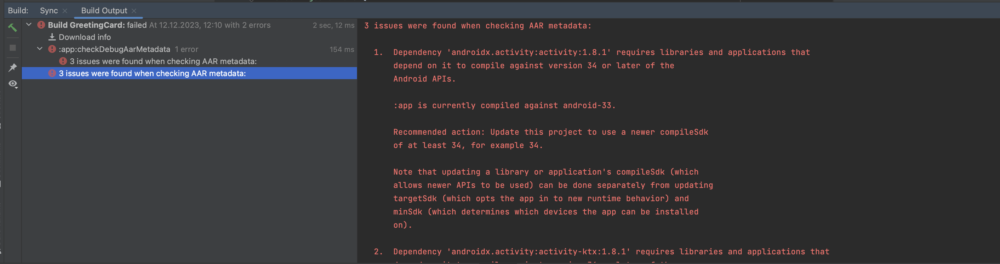 Build: Sync Build Output
Build GreetingCard: failed At 12.12.2023, 12:10 with 2 errors 2 sec, 12 ms
Download info
:app:checkDebugAarMetadata 1 error 154 ms
3 issues were found when checking AAR metadata:
3 issues were found when checking AAR metadata:
3 issues were found when checking AAR metadata:
1. Dependency 'androidx.activity:activity:1.8.1' requires libraries and applications that
depend on it to compile against version 34 or later of the
Android APIs.
:app is currently compiled against android-33.
Recommended action: Update this project to use a newer compileSdk
of at least 34, for example 34.
Note that updating a library or application's compileSdk (which
allows newer APIs to be used) can be done separately from updating
targetSdk (which opts the app in to new runtime behavior) and
minSdk (which determines which devices the app can be installed
on).
2. Dependency 'androidx.activity:activity-ktx:1.8.1' requires libraries and applications that